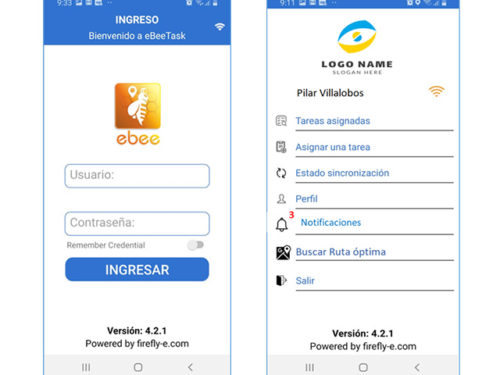 9:33
INGRESO
Bienvenido a eBeeTask
ebee
Usuario:
Contraseña:
Remember Credential
INGRESAR
Versión: 4.2.1
Powered by firefly-e.com
9:11
LOGO NAME
SLOGAN HERE
Pilar Villalobos
Tareas asignadas
Asignar una tarea
Estado sincronización
Perfil
3
Notificaciones
Buscar Ruta óptima
Salir
Versión: 4.2.1
Powered by firefly-e.com